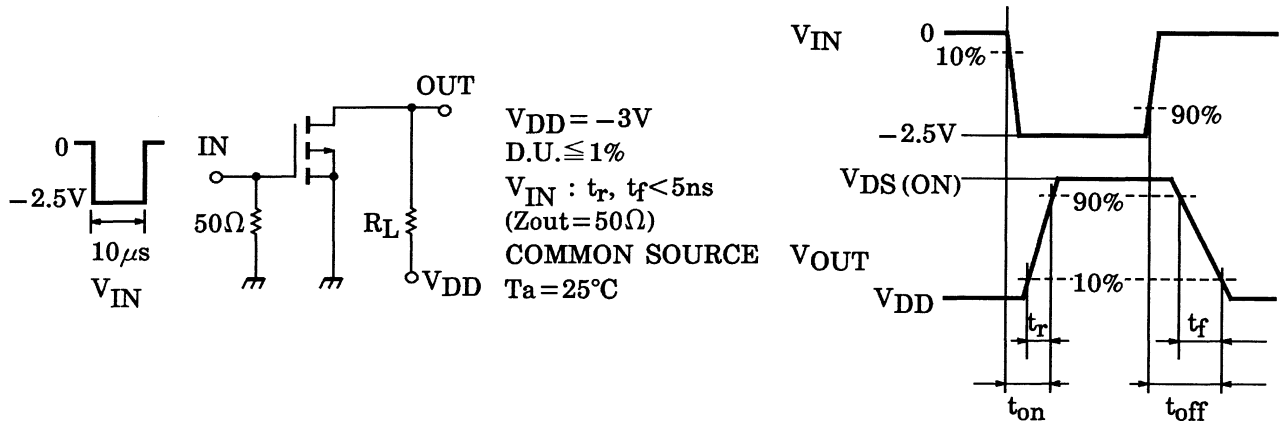 0
-2.5V
10μs
VIN
IN
50Ω
OUT
RL
VDD
VDD = -3V
D.U.≦1%
VIN : tr, tf<5ns
(Zout=50Ω)
COMMON SOURCE
Ta=25°C
VIN
0
10%
90%
-2.5V
VDS (ON)
90%
VOUT
10%
VDD
tr
tf
ton
toff